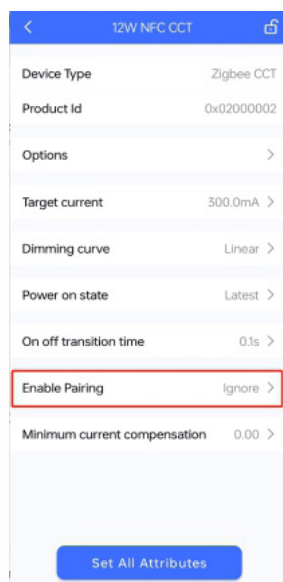 12W NFC CCT
Device Type Zigbee CCT
Product Id 0x02000002
Options
Target current 300.0mA
Dimming curve Linear
Power on state Latest
On off transition time 0.1s
Enable Pairing Ignore
Minimum current compensation 0.00
Set All Attributes